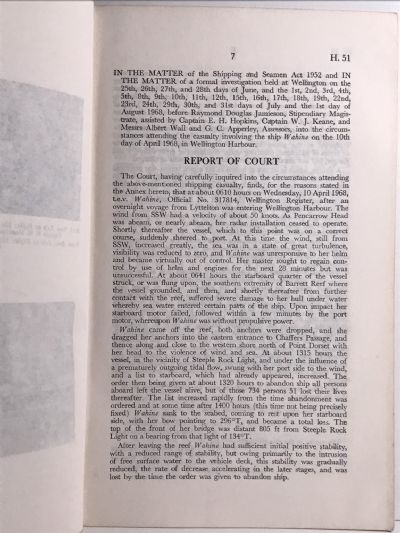 7 H. 51
IN THE MATTER of the Shipping and Seamen Act 1952 and IN
THE MATTER of a formal investigation held at Wellington on the
25th, 26th, 27th, and 28th days of June, and the 1st, 2nd, 3rd, 4th,
5th, 8th, 9th, 10th, 11th, 12th, 15th, 16th, 17th, 18th, 19th, 22nd,
23rd, 24th, 29th, 30th, and 31st days of July and the 1st day of
August 1968, before Raymond Douglas Jamieson, Stipendiary Magis-
trate, assisted by Captain E. H. Hopkins, Captain W. J. Keane, and
Messrs Albert Wall and G. C. Apperley, Assessors, into the circum-
stances attending the casualty involving the ship Wahine on the 10th
day of April 1968, in Wellington Harbour.
REPORT OF COURT
The Court, having carefully inquired into the circumstances attending
the above-mentioned shipping casualty, finds, for the reasons stated in
the Annex hereto, that at about 0610 hours on Wednesday, 10 April 1968,
t.e.v. Wahine, Official No. 317814, Wellington Register, after an
overnight voyage from Lyttelton was entering Wellington Harbour. The
wind from SSW had a velocity of about 50 knots. As Pencarrow Head
was abeam, or nearly abeam, her radar installation ceased to operate.
Shortly thereafter the vessel, which to this point was on a correct
course, suddenly sheered to port. At this time the wind, still from
SSW, increased greatly, the sea was in a state of great turbulence,
visibility was reduced to zero, and Wahine was unresponsive to her helm
and became virtually out of control. Her master sought to regain con-
trol by use of helm and engines for the next 28 minutes but was
unsuccessful. At about 0641 hours the starboard quarter of the vessel
struck, or was flung upon, the southern extremity of Barrett Reef where
the vessel grounded, and then, and shortly thereafter from further
contact with the reef, suffered severe damage to her hull under water
whereby sea water entered certain parts of the ship. Upon impact her
starboard motor failed, followed within a few minutes by the port
motor, whereupon Wahine was without propulsive power.
Wahine came off the reef, both anchors were dropped, and she
dragged her anchors into the eastern entrance to Chaffers Passage, and
thence along and close to the western shore north of Point Dorset with
her head to the violence of wind and sea. At about 1315 hours the
vessel, in the vicinity of Steeple Rock Light, and under the influence of
a prematurely outgoing tidal flow, swung with her port side to the wind,
and a list to starboard, which had already appeared, increased. The
order then being given at about 1320 hours to abandon ship all persons
aboard left the vessel alive, but of those 734 persons 51 lost their lives
thereafter. The list increased rapidly from the time abandonment was
ordered and at some time after 1400 hours (this time not being precisely
fixed) Wahine sank to the seabed, coming to rest upon her starboard
side, with her bow pointing to 296°T, and became a total loss. The
top of the front of her bridge was distant 805 ft from Steeple Rock
Light on a bearing from that light of 134°T.
After leaving the reef Wahine had sufficient initial positive stability,
with a reduced range of stability, but owing primarily to the intrusion
of free surface water to the vehicle deck, this stability was gradually
reduced, the rate of decrease accelerating in the later stages, and was
lost by the time the order was given to abandon ship.